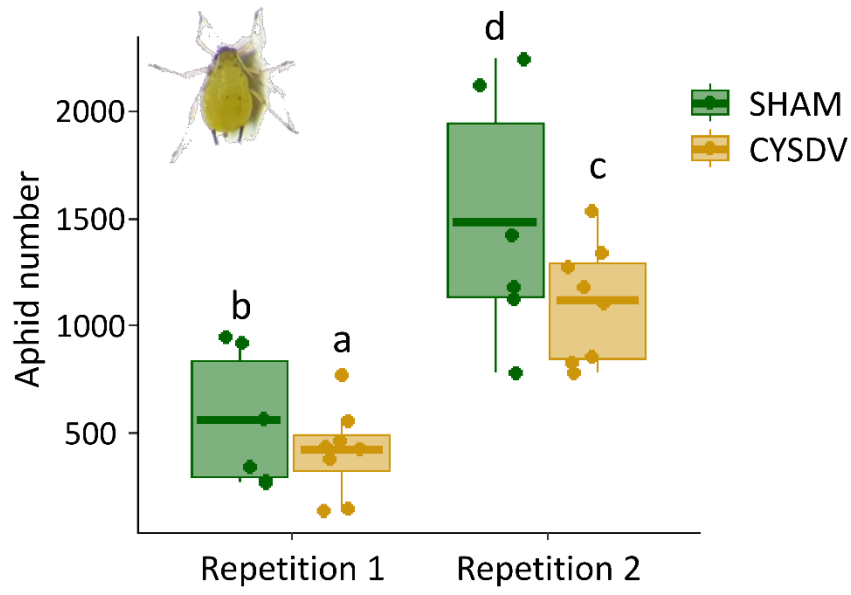 d
SHAM
CYSDV
2000
c
1500
b
1000
a
500
Aphid number
Repetition 1
Repetition 2